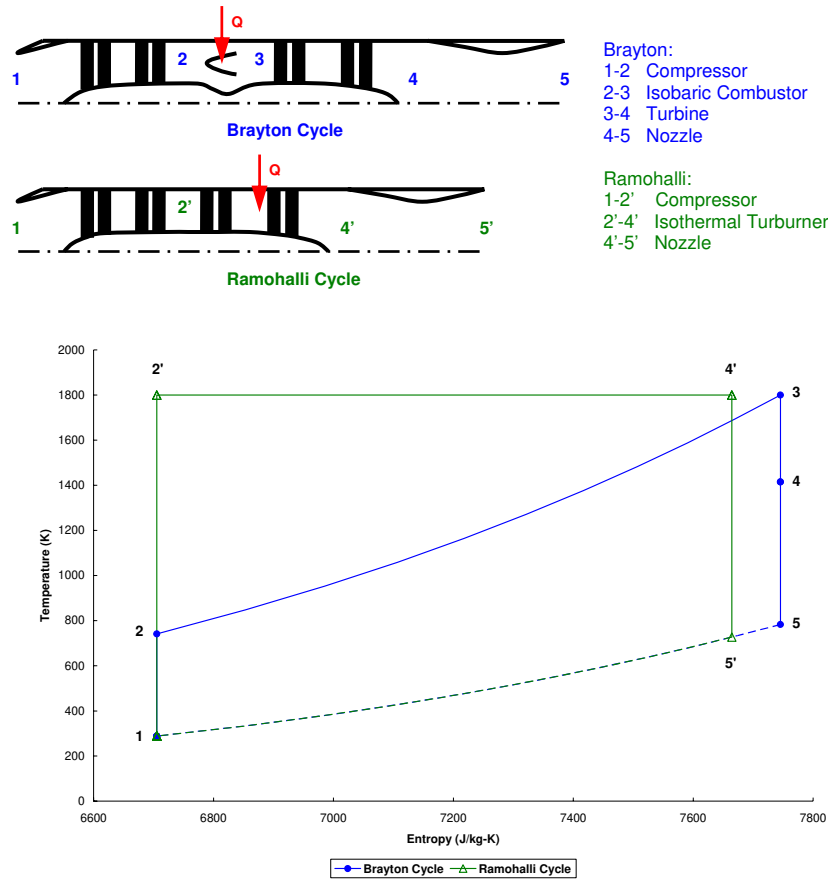 Q
1
2
3
4
5
Brayton Cycle
Brayton:
1-2 Compressor
2-3 Isobaric Combustor
3-4 Turbine
4-5 Nozzle
Q
1
2'
4'
5'
Ramohalli Cycle
Ramohalli:
1-2' Compressor
2'-4' Isothermal Turburner
4'-5' Nozzle
2000
1800
1600
1400
1200
1000
800
600
400
200
0
Temperature (K)
2'
4'
3
4
2
5
5'
1
6600 6800 7000 7200 7400 7600 7800
Entropy (J/kg-K)
Brayton Cycle Ramohalli Cycle